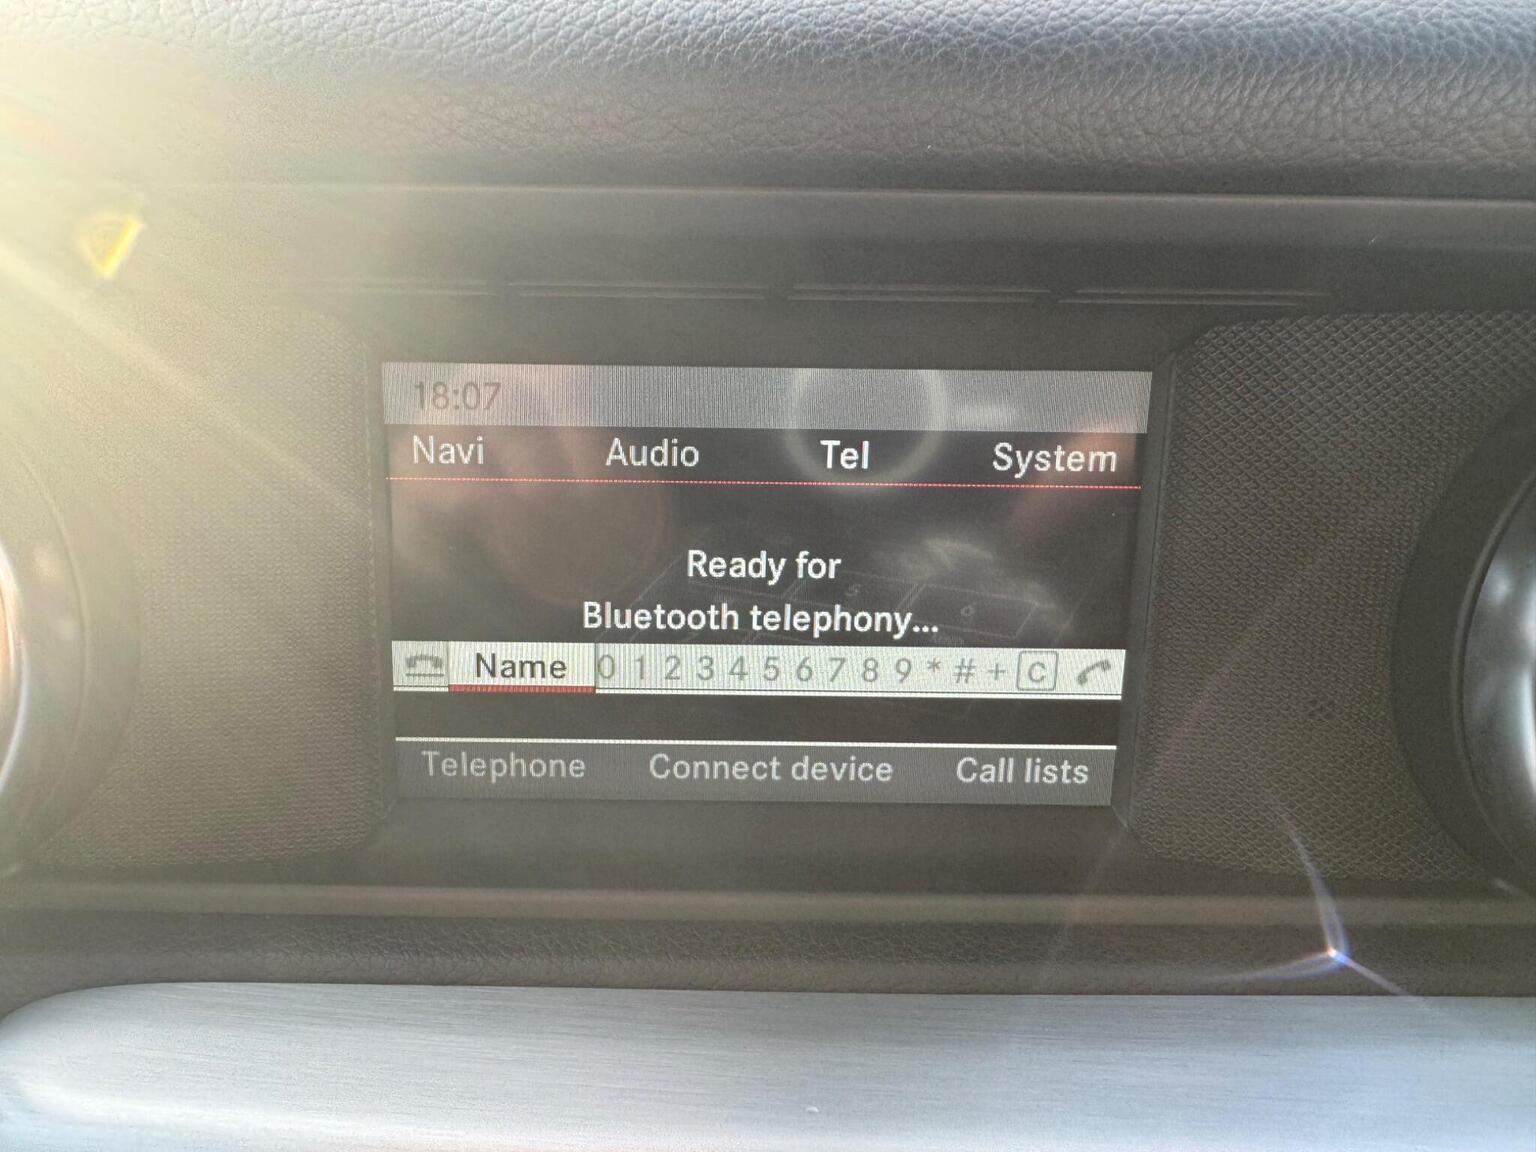 18:07
Navi Audio Tel System
Ready for
Bluetooth telephony...
Name 0 1 2 3 4 5 6 7 8 9 * # + C
Telephone Connect device Call lists